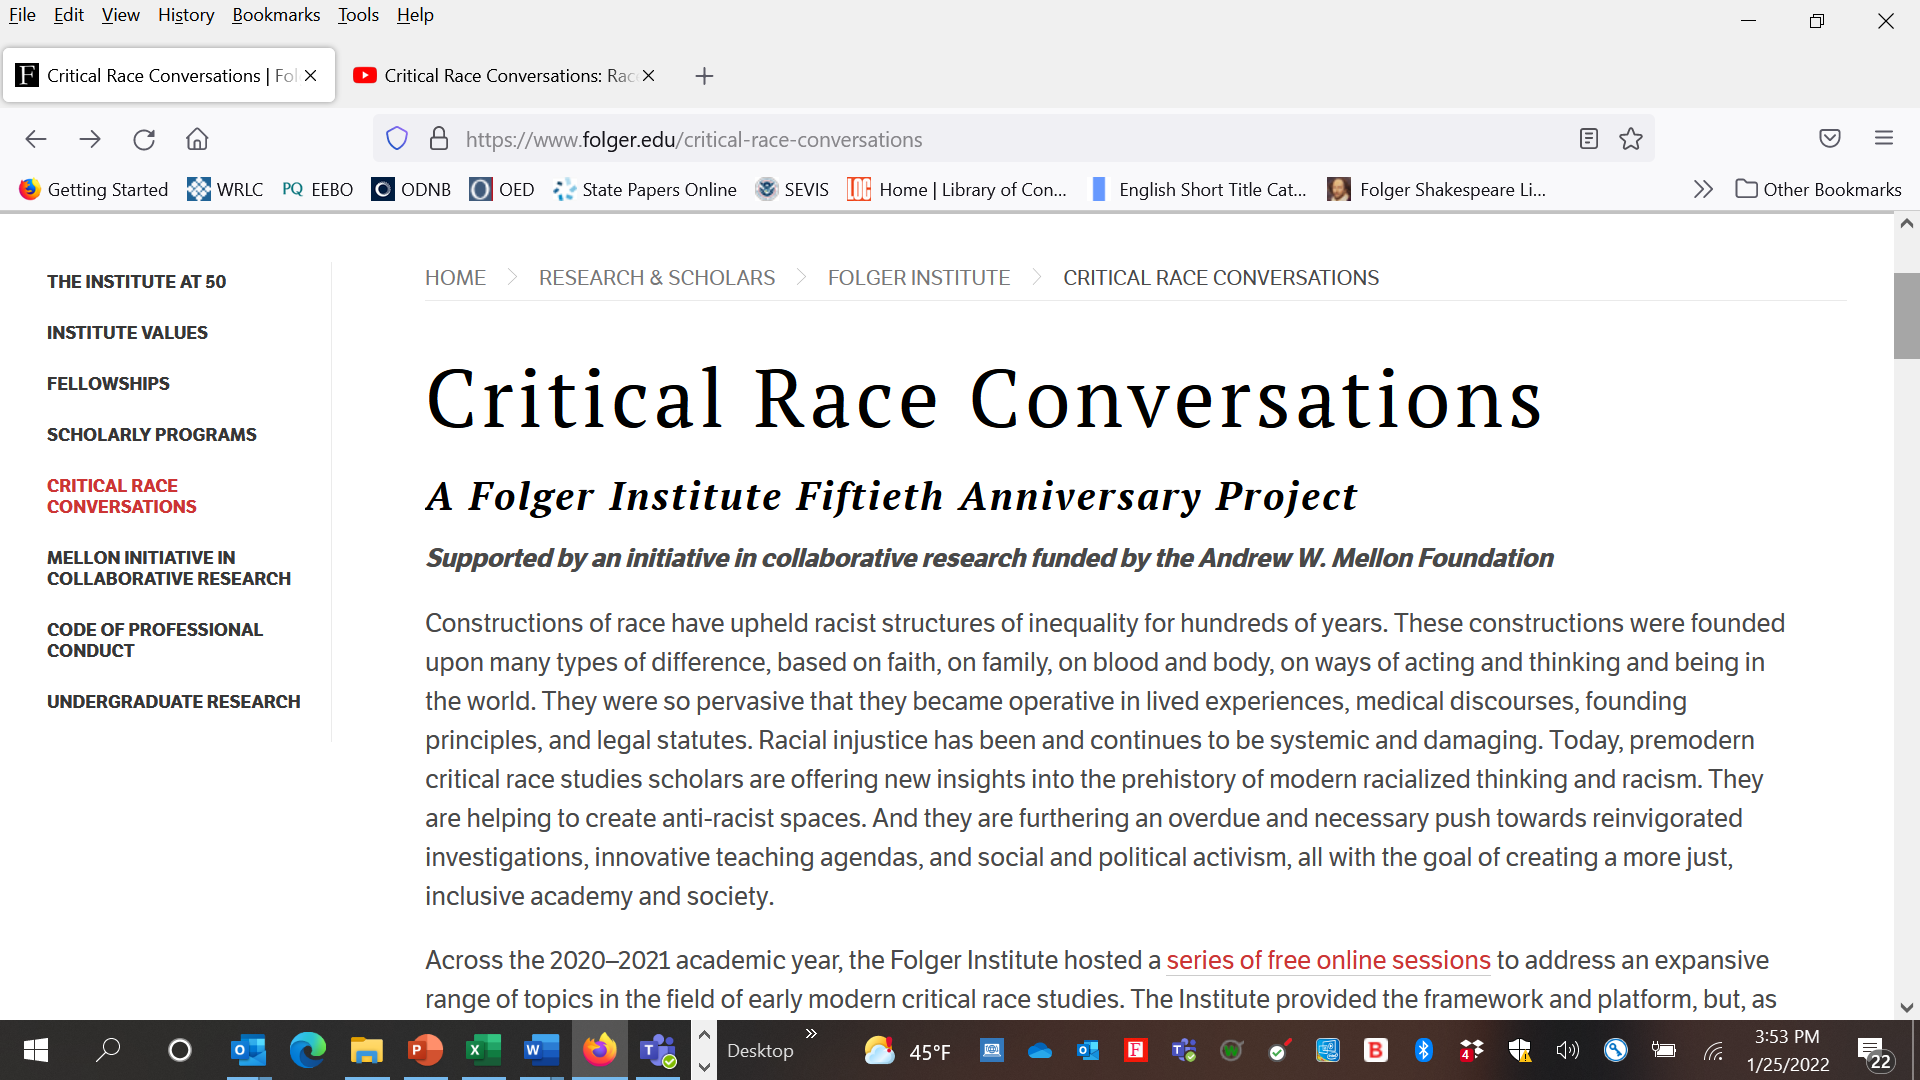 File Edit View History Bookmarks Tools Help
Critical Race Conversations | Fol
Critical Race Conversations: Race
https://www.folger.edu/critical-race-conversations
Getting Started WRLC PQ EEBO ODNB OED State Papers Online SEVIS LOC Home | Library of Con... English Short Title Cat... Folger Shakespeare Li... Other Bookmarks
THE INSTITUTE AT 50
INSTITUTE VALUES
FELLOWSHIPS
SCHOLARLY PROGRAMS
CRITICAL RACE
CONVERSATIONS
MELLON INITIATIVE IN
COLLABORATIVE RESEARCH
CODE OF PROFESSIONAL
CONDUCT
UNDERGRADUATE RESEARCH
HOME RESEARCH & SCHOLARS FOLGER INSTITUTE CRITICAL RACE CONVERSATIONS
Critical Race Conversations
A Folger Institute Fiftieth Anniversary Project
Supported by an initiative in collaborative research funded by the Andrew W. Mellon Foundation
Constructions of race have upheld racist structures of inequality for hundreds of years. These constructions were founded
upon many types of difference, based on faith, on family, on blood and body, on ways of acting and thinking and being in
the world. They were so pervasive that they became operative in lived experiences, medical discourses, founding
principles, and legal statutes. Racial injustice has been and continues to be systemic and damaging. Today, premodern
critical race studies scholars are offering new insights into the prehistory of modern racialized thinking and racism. They
are helping to create anti-racist spaces. And they are furthering an overdue and necessary push towards reinvigorated
investigations, innovative teaching agendas, and social and political activism, all with the goal of creating a more just,
inclusive academy and society.
Across the 2020–2021 academic year, the Folger Institute hosted a series of free online sessions to address an expansive
range of topics in the field of early modern critical race studies. The Institute provided the framework and platform, but, as
Desktop 45°F 3:53 PM
1/25/2022
22